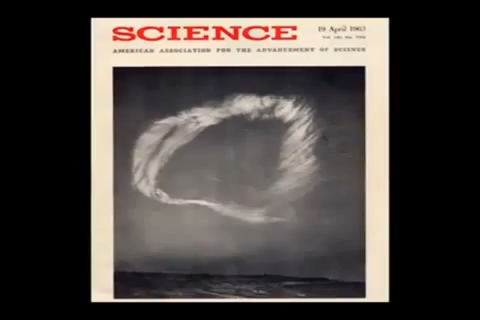 SCIENCE
19 April 1963
AMERICAN ASSOCIATION FOR THE ADVANCEMENT OF SCIENCE